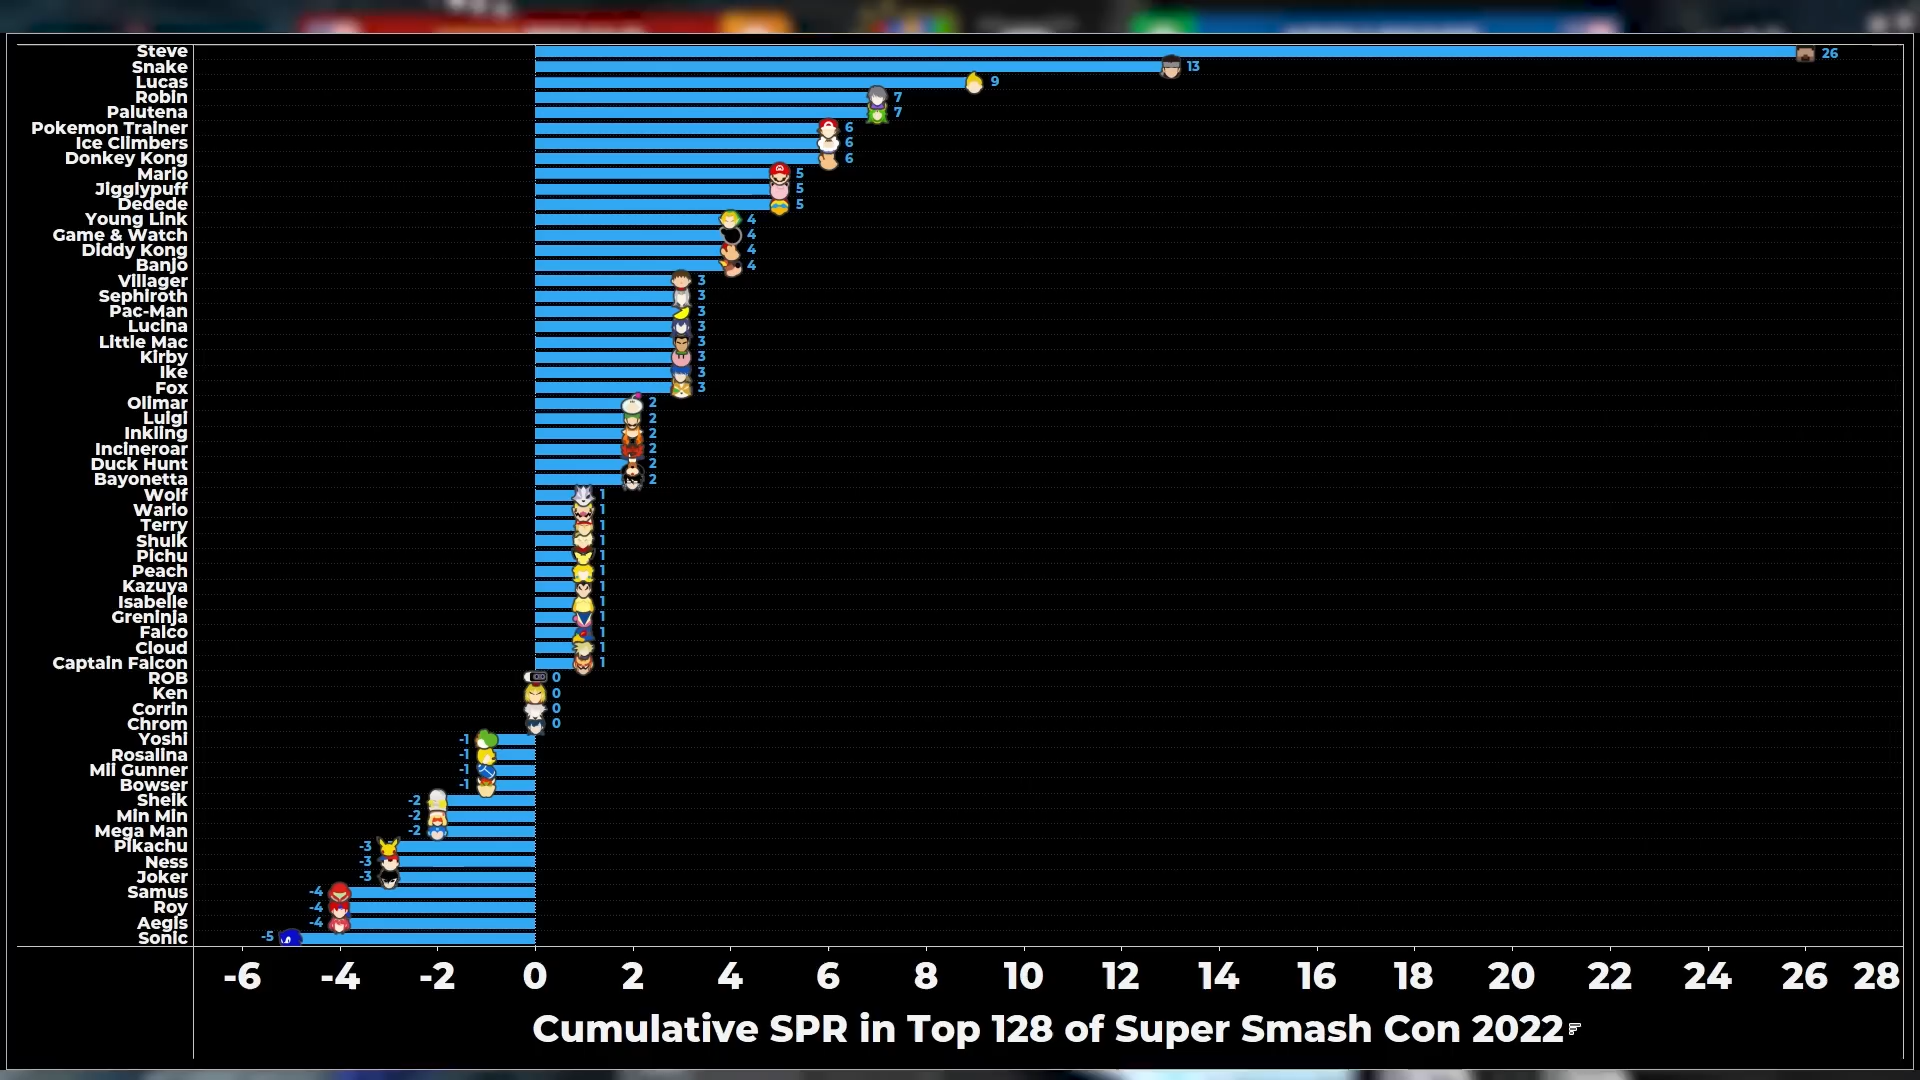 Steve 26
Snake 13
Lucas 9
Robin 7
Palutena 7
Pokemon Trainer 6
Ice Climbers 6
Donkey Kong 6
Mario 5
Jigglypuff 5
Dedede 5
Young Link 4
Game & Watch 4
Diddy Kong 4
Banjo 4
Villager 3
Sephiroth 3
Pac-Man 3
Lucina 3
Little Mac 3
Kirby 3
Ike 3
Fox 3
Olimar 2
Luigi 2
Inkling 2
Incineroar 2
Duck Hunt 2
Bayonetta 2
Wolf 1
Wario 1
Terry 1
Shulk 1
Pichu 1
Peach 1
Kazuya 1
Isabelle 1
Greninja 1
Falco 1
Cloud 1
Captain Falcon 1
ROB 0
Ken 0
Corrin 0
Chrom 0
Yoshi -1
Rosalina -1
Mii Gunner -1
Bowser -1
Sheik -2
Min Min -2
Mega Man -2
Pikachu -3
Ness -3
Joker -3
Samus -4
Roy -4
Aegis -4
Sonic -5
-6 -4 -2 0 2 4 6 8 10 12 14 16 18 20 22 24 26 28
Cumulative SPR in Top 128 of Super Smash Con 2022